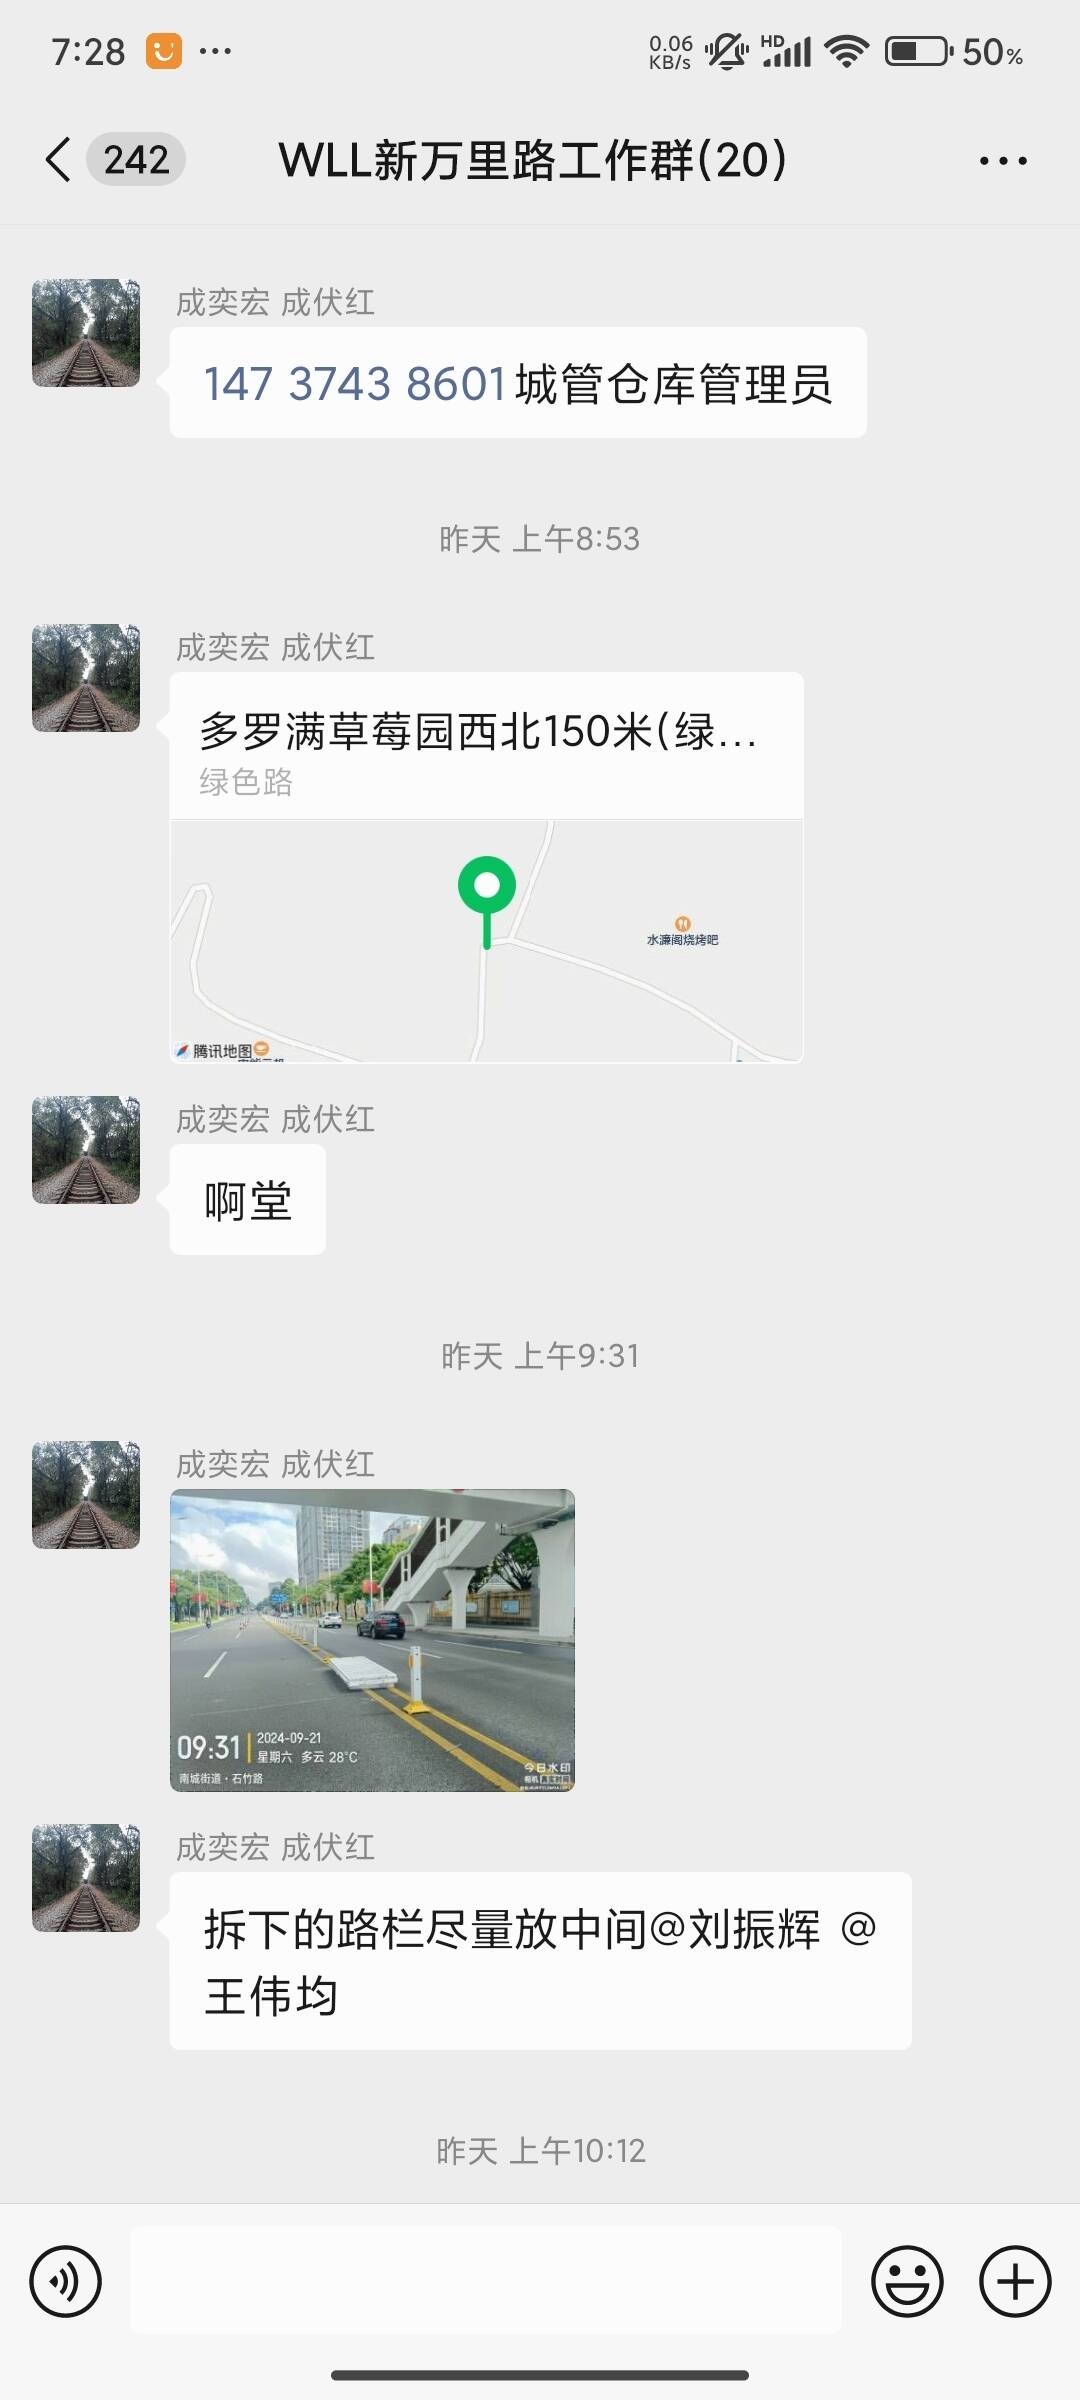 7:28
0.06
KB/s
HD
50%
242
WLL新万里路工作群(20)
成奕宏 成伏红
147 3743 8601城管仓库管理员
昨天 上午8:53
成奕宏 成伏红
多罗满草莓园西北150米(绿...
绿色路
水濂阁烧烤吧
腾讯地图
成奕宏 成伏红
啊堂
昨天 上午9:31
成奕宏 成伏红
09:31
2024-09-21
星期六 多云 28°C
南城街道·石竹路
今日水印
成奕宏 成伏红
拆下的路栏尽量放中间@刘振辉 @
王伟均
昨天 上午10:12